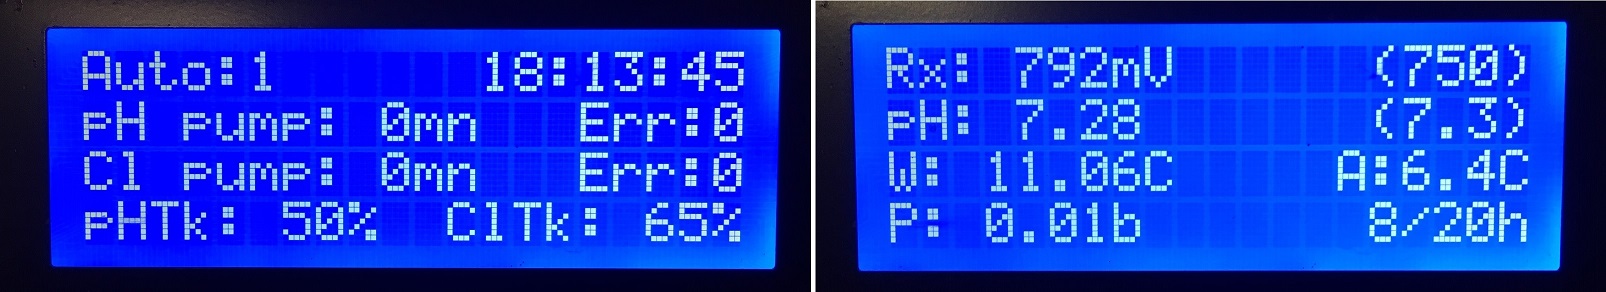 Auto:1 18:13:45
pH pump: 0mn Err:0
Cl pump: 0mn Err:0
pHTk: 50% ClTk: 65%
Rx: 792mV (750)
pH: 7.28 (7.3)
W: 11.06C A:6.4C
P: 0.01b 8/20h